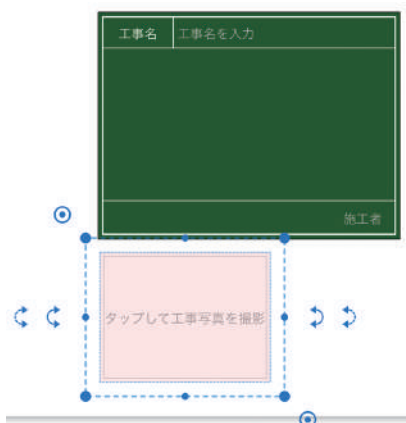 工事名
工事名を入力
施工者
タップして工事写真を撮影